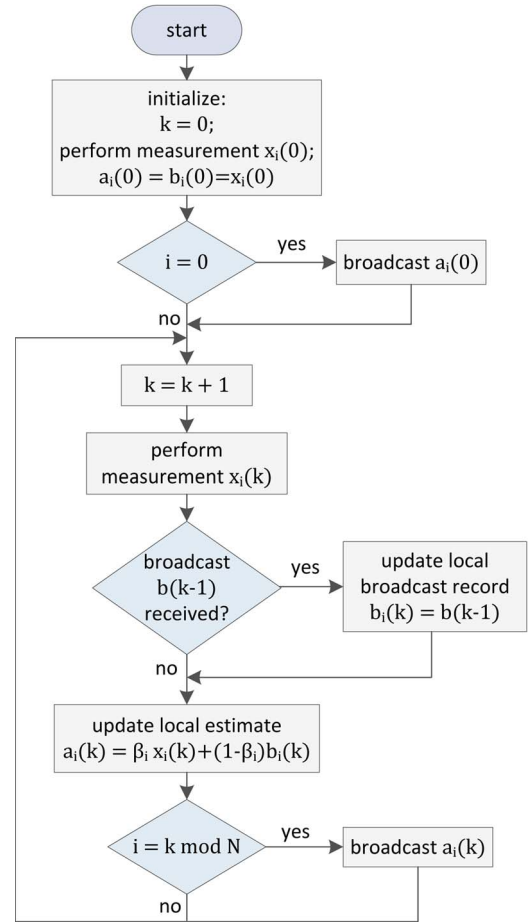 start
initialize:
k = 0;
perform measurement xᵢ(0);
aᵢ(0) = bᵢ(0)=xᵢ(0)
i = 0
yes
broadcast aᵢ(0)
no
k = k + 1
perform
measurement xᵢ(k)
broadcast
b(k-1)
received?
yes
update local
broadcast record
bᵢ(k) = b(k-1)
no
update local estimate
aᵢ(k) = βᵢ xᵢ(k)+(1-βᵢ)bᵢ(k)
i = k mod N
yes
broadcast aᵢ(k)
no